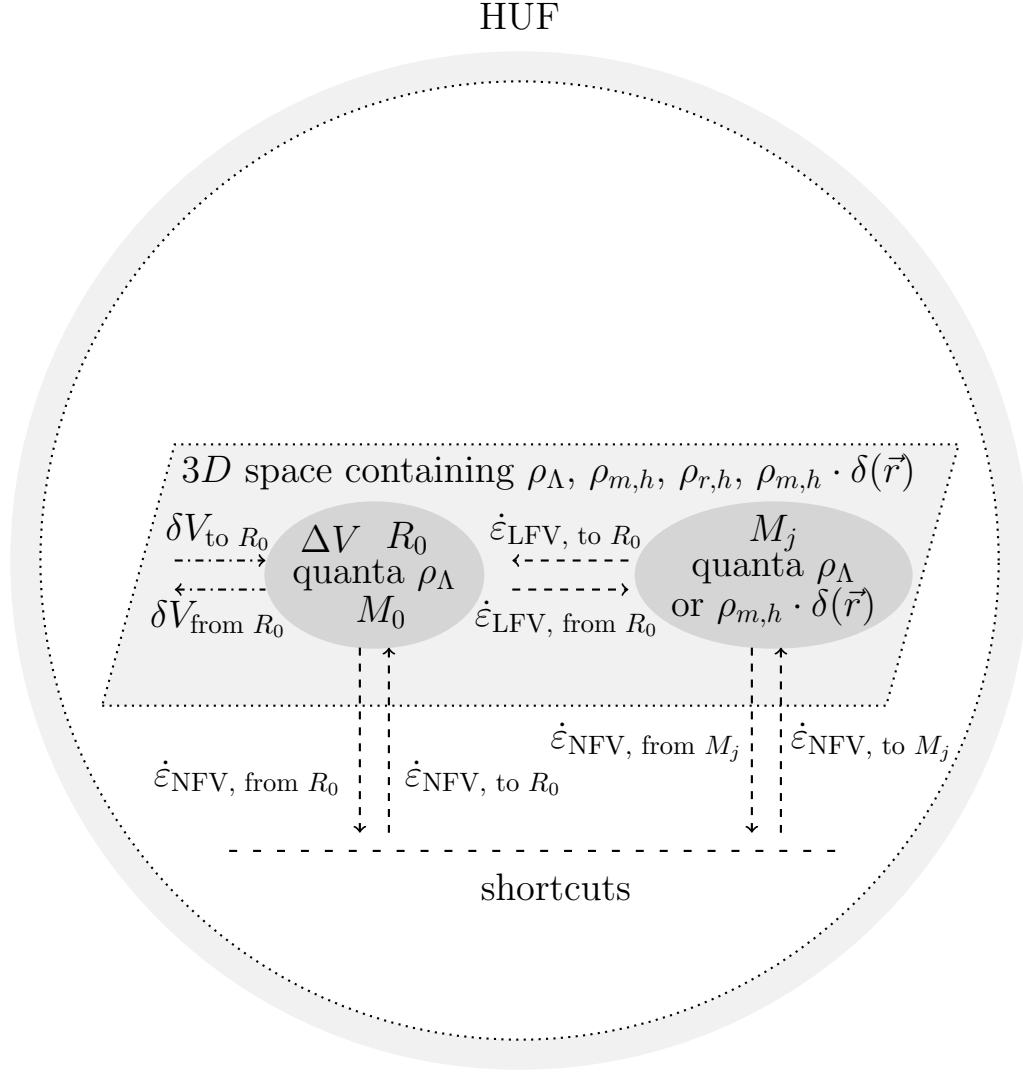 HUF
3D space containing ρ_Λ, ρ_{m,h}, ρ_{r,h}, ρ_{m,h} · δ(r⃗)
δV_{to R_0}
ΔV R_0
quanta ρ_Λ
M_0
δV_{from R_0}
ε̇_{LFV, to R_0}
ε̇_{LFV, from R_0}
M_j
quanta ρ_Λ
or ρ_{m,h} · δ(r⃗)
ε̇_{NFV, from R_0}
ε̇_{NFV, to R_0}
ε̇_{NFV, from M_j}
ε̇_{NFV, to M_j}
shortcuts